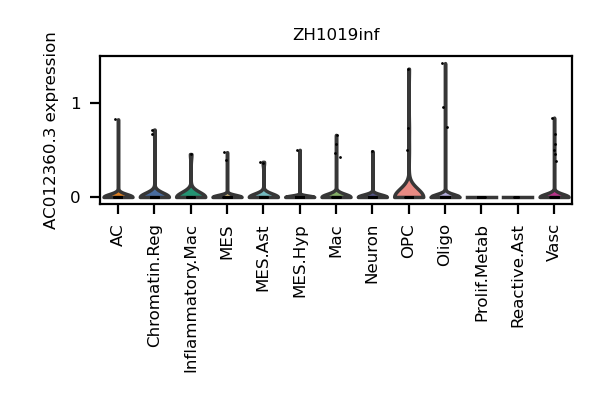 ZH1019inf
AC012360.3 expression
1
0
AC
Chromatin.Reg
Inflammatory.Mac
MES
MES.Ast
MES.Hyp
Mac
Neuron
OPC
Oligo
Prolif.Metab
Reactive.Ast
Vasc